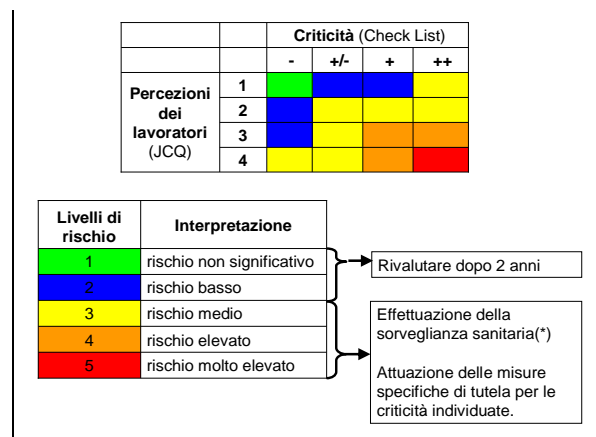 Criticità (Check List)
- +/- + ++
Percezioni
dei
lavoratori
(JCQ)
1
2
3
4
Livelli di
rischio
Interpretazione
1 rischio non significativo
2 rischio basso
3 rischio medio
4 rischio elevato
5 rischio molto elevato
Rivalutare dopo 2 anni
Effettuazione della
sorveglianza sanitaria(*)
Attuazione delle misure
specifiche di tutela per le
criticità individuate.